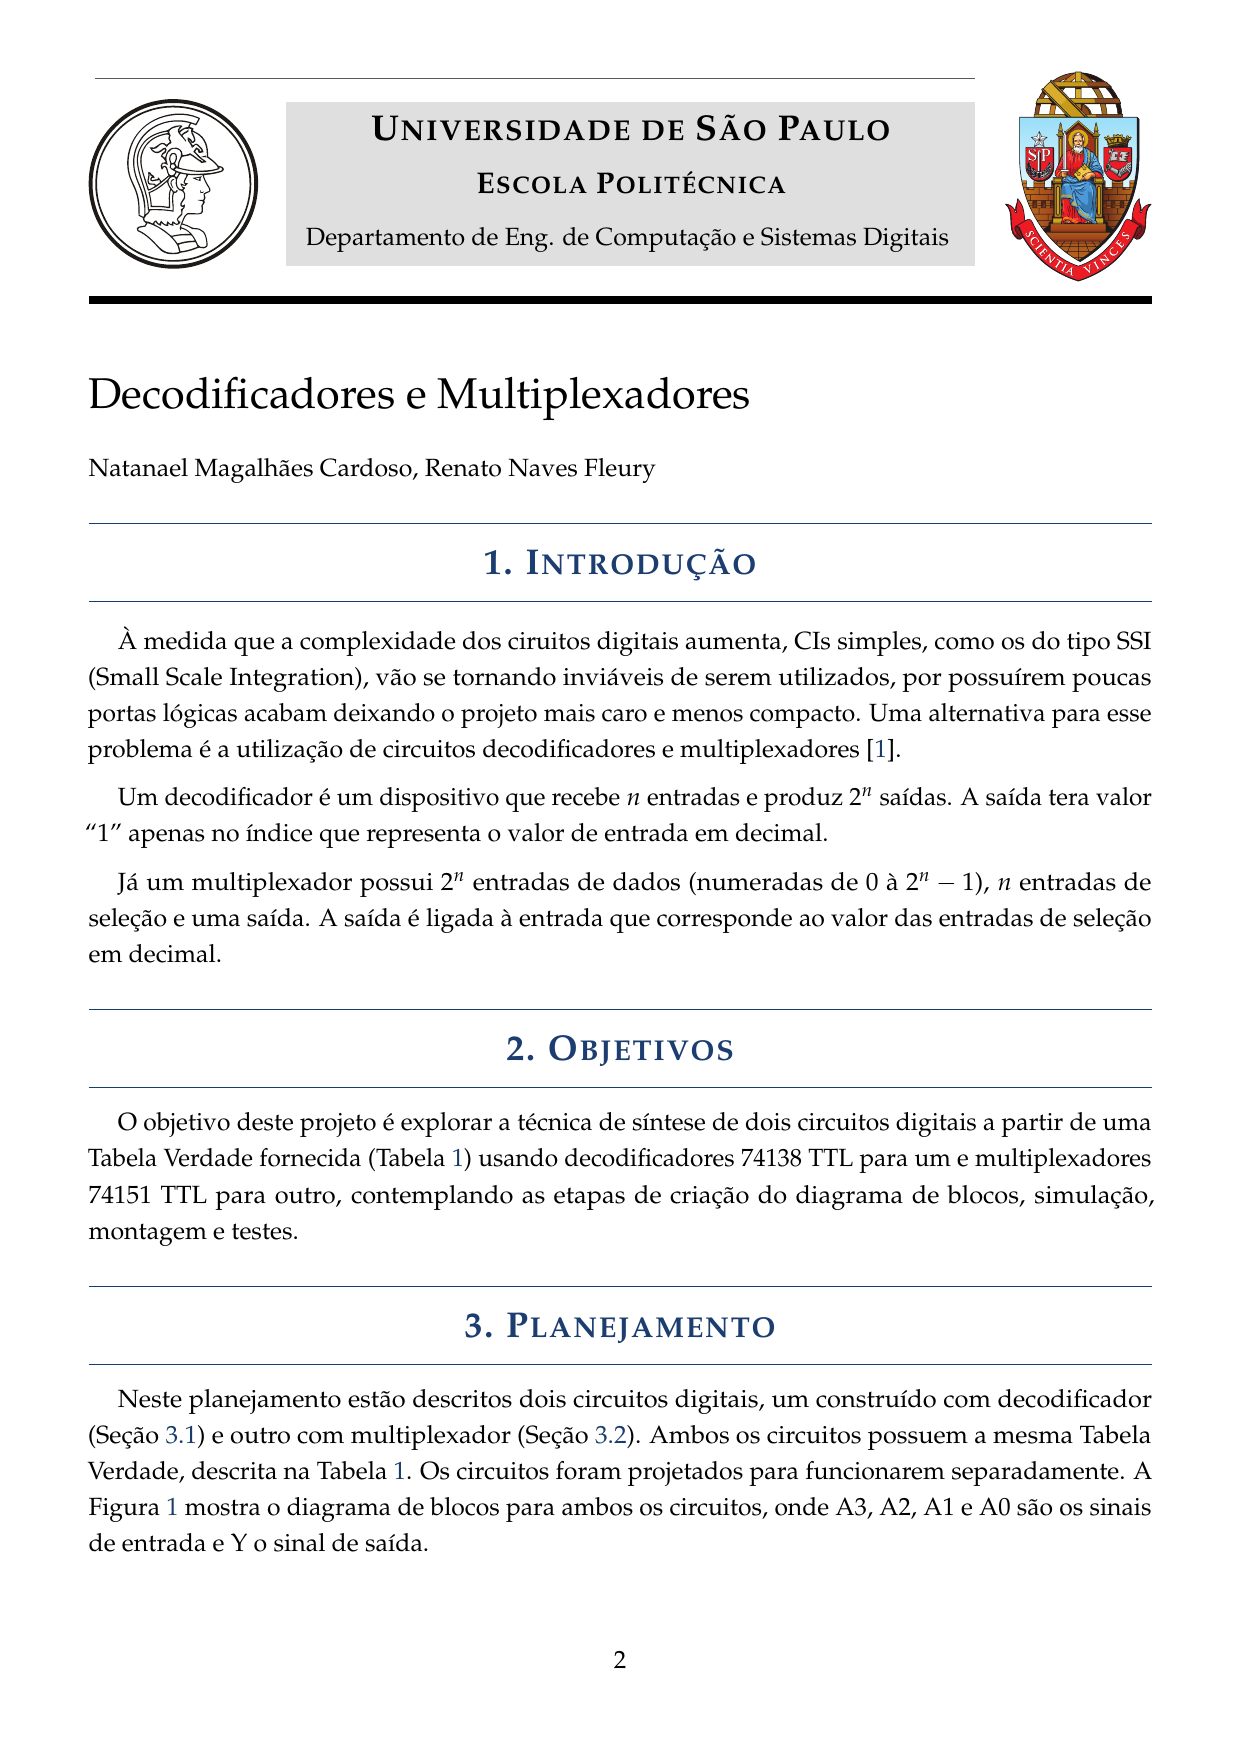 UNIVERSIDADE DE SÃO PAULO
ESCOLA POLITÉCNICA
Departamento de Eng. de Computação e Sistemas Digitais
SP
SCIENTIA VINCES
Decodificadores e Multiplexadores
Natanael Magalhães Cardoso, Renato Naves Fleury
1. INTRODUÇÃO
À medida que a complexidade dos ciruitos digitais aumenta, CIs simples, como os do tipo SSI
(Small Scale Integration), vão se tornando inviáveis de serem utilizados, por possuírem poucas
portas lógicas acabam deixando o projeto mais caro e menos compacto. Uma alternativa para esse
problema é a utilização de circuitos decodificadores e multiplexadores [1].
Um decodificador é um dispositivo que recebe n entradas e produz 2ⁿ saídas. A saída tera valor
“1” apenas no índice que representa o valor de entrada em decimal.
Já um multiplexador possui 2ⁿ entradas de dados (numeradas de 0 à 2ⁿ − 1), n entradas de
seleção e uma saída. A saída é ligada à entrada que corresponde ao valor das entradas de seleção
em decimal.
2. OBJETIVOS
O objetivo deste projeto é explorar a técnica de síntese de dois circuitos digitais a partir de uma
Tabela Verdade fornecida (Tabela 1) usando decodificadores 74138 TTL para um e multiplexadores
74151 TTL para outro, contemplando as etapas de criação do diagrama de blocos, simulação,
montagem e testes.
3. PLANEJAMENTO
Neste planejamento estão descritos dois circuitos digitais, um construído com decodificador
(Seção 3.1) e outro com multiplexador (Seção 3.2). Ambos os circuitos possuem a mesma Tabela
Verdade, descrita na Tabela 1. Os circuitos foram projetados para funcionarem separadamente. A
Figura 1 mostra o diagrama de blocos para ambos os circuitos, onde A3, A2, A1 e A0 são os sinais
de entrada e Y o sinal de saída.
2